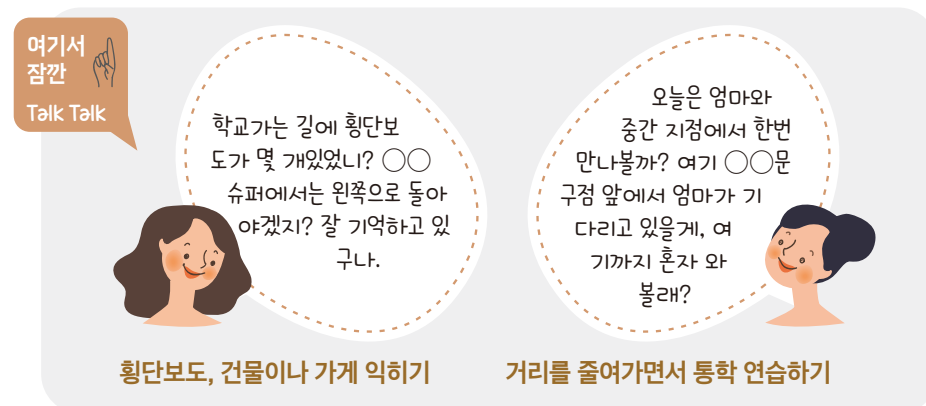 여기서
잠깐
Talk Talk
학교가는 길에 횡단보
도가 몇 개있었니? ○○
슈퍼에서는 왼쪽으로 돌아
야겠지? 잘 기억하고 있
구나.
오늘은 엄마와
중간 지점에서 한번
만나볼까? 여기 ○○문
구점 앞에서 엄마가 기
다리고 있을게, 여
기까지 혼자 와
볼래?
횡단보도, 건물이나 가게 익히기
거리를 줄여가면서 통학 연습하기